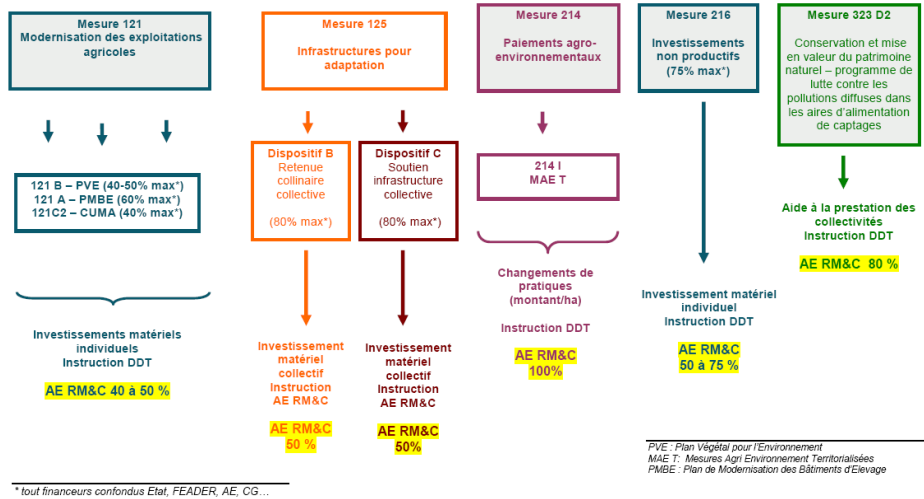 Mesure 121
Modernisation des exploitations
agricoles
121 B – PVE (40-50% max*)
121 A – PMBE (60% max*)
121C2 – CUMA (40% max*)
Investissements matériels
individuels
Instruction DDT
AE RM&C 40 à 50 %
Mesure 125
Infrastructures pour
adaptation
Dispositif B
Retenue
collinaire
collective
(80% max*)
Investissement
matériel
collectif
Instruction
AE RM&C
AE RM&C
50 %
Dispositif C
Soutien
infrastructure
collective
(80% max*)
Investissement
matériel
collectif
Instruction
AE RM&C
AE RM&C
50%
Mesure 214
Paiements agro-
environnementaux
214 I
MAE T
Changements de
pratiques
(montant/ha)
Instruction DDT
AE RM&C
100%
Mesure 216
Investissements
non productifs
(75% max*)
Investissement matériel
individuel
Instruction DDT
AE RM&C
50 à 75 %
Mesure 323 D2
Conservation et mise
en valeur du patrimoine
naturel – programme de
lutte contre les
pollutions diffuses dans
les aires d'alimentation
de captages
Aide à la prestation des
collectivités
Instruction DDT
AE RM&C  80 %
PVE : Plan Végétal pour l'Environnement
MAE T:  Mesures Agri Environnement Territorialisées
PMBE : Plan de Modernisation des Bâtiments d'Elevage
* tout financeurs confondus Etat, FEADER, AE, CG…